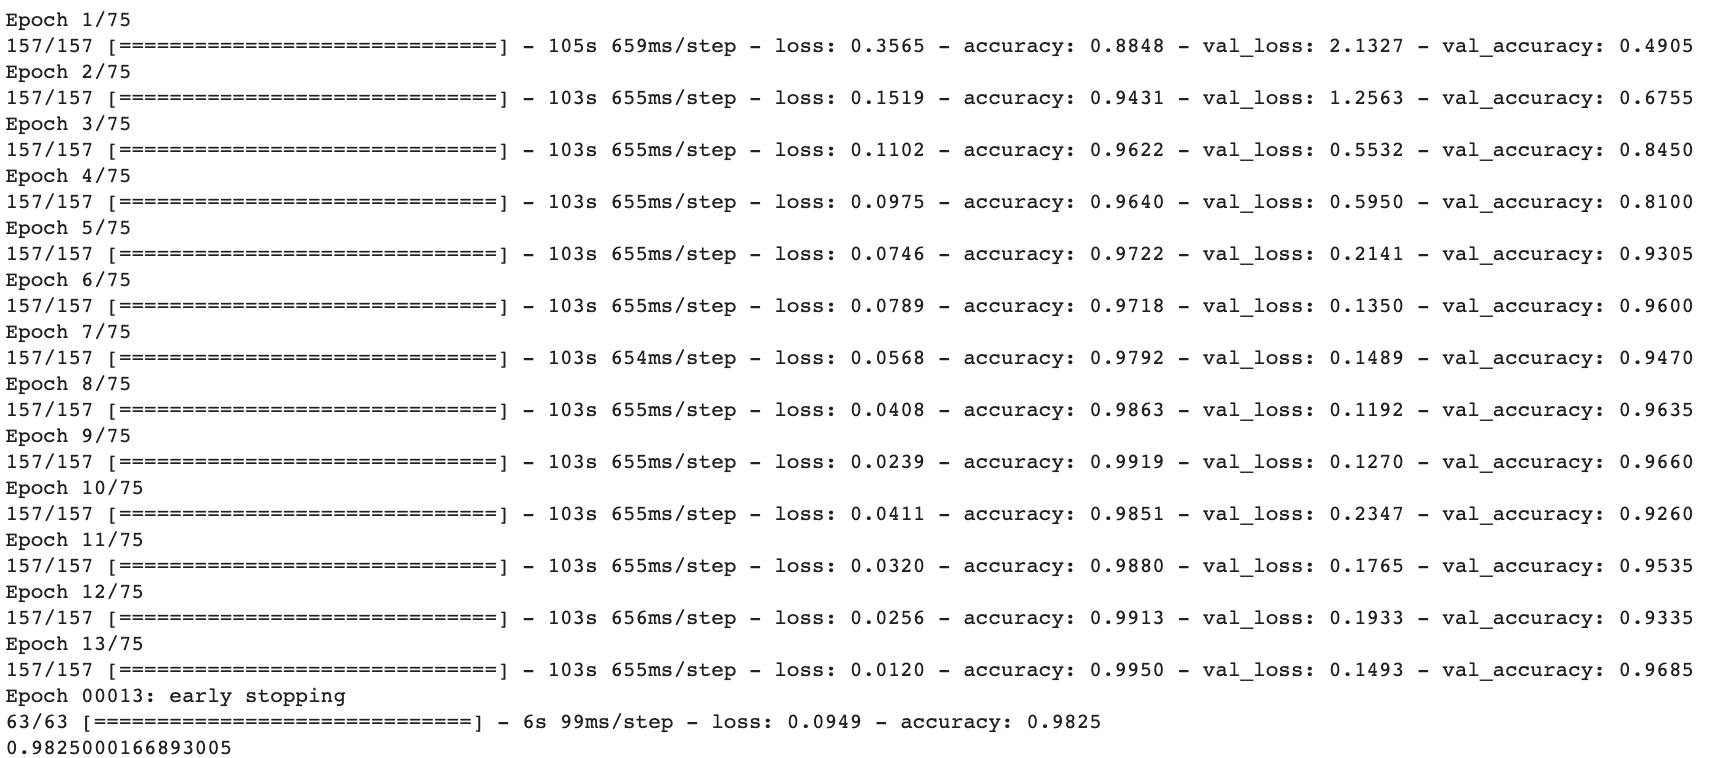 Epoch 1/75
157/157 [==============================] - 105s 659ms/step - loss: 0.3565 - accuracy: 0.8848 - val_loss: 2.1327 - val_accuracy: 0.4905
Epoch 2/75
157/157 [==============================] - 103s 655ms/step - loss: 0.1519 - accuracy: 0.9431 - val_loss: 1.2563 - val_accuracy: 0.6755
Epoch 3/75
157/157 [==============================] - 103s 655ms/step - loss: 0.1102 - accuracy: 0.9622 - val_loss: 0.5532 - val_accuracy: 0.8450
Epoch 4/75
157/157 [==============================] - 103s 655ms/step - loss: 0.0975 - accuracy: 0.9640 - val_loss: 0.5950 - val_accuracy: 0.8100
Epoch 5/75
157/157 [==============================] - 103s 655ms/step - loss: 0.0746 - accuracy: 0.9722 - val_loss: 0.2141 - val_accuracy: 0.9305
Epoch 6/75
157/157 [==============================] - 103s 655ms/step - loss: 0.0789 - accuracy: 0.9718 - val_loss: 0.1350 - val_accuracy: 0.9600
Epoch 7/75
157/157 [==============================] - 103s 654ms/step - loss: 0.0568 - accuracy: 0.9792 - val_loss: 0.1489 - val_accuracy: 0.9470
Epoch 8/75
157/157 [==============================] - 103s 655ms/step - loss: 0.0408 - accuracy: 0.9863 - val_loss: 0.1192 - val_accuracy: 0.9635
Epoch 9/75
157/157 [==============================] - 103s 655ms/step - loss: 0.0239 - accuracy: 0.9919 - val_loss: 0.1270 - val_accuracy: 0.9660
Epoch 10/75
157/157 [==============================] - 103s 655ms/step - loss: 0.0411 - accuracy: 0.9851 - val_loss: 0.2347 - val_accuracy: 0.9260
Epoch 11/75
157/157 [==============================] - 103s 655ms/step - loss: 0.0320 - accuracy: 0.9880 - val_loss: 0.1765 - val_accuracy: 0.9535
Epoch 12/75
157/157 [==============================] - 103s 656ms/step - loss: 0.0256 - accuracy: 0.9913 - val_loss: 0.1933 - val_accuracy: 0.9335
Epoch 13/75
157/157 [==============================] - 103s 655ms/step - loss: 0.0120 - accuracy: 0.9950 - val_loss: 0.1493 - val_accuracy: 0.9685
Epoch 00013: early stopping
63/63 [==============================] - 6s 99ms/step - loss: 0.0949 - accuracy: 0.9825
0.9825000166893005